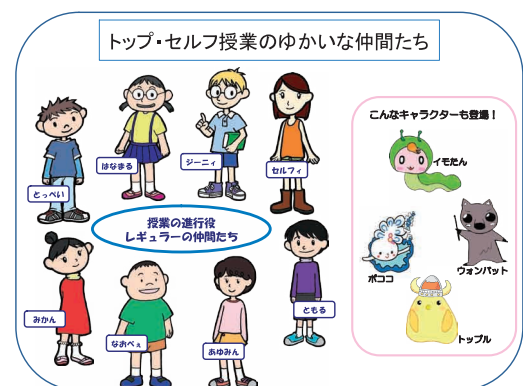 トップ・セルフ授業のゆかいな仲間たち
とっぺい
はなまる
ジーニィ
セルフィ
授業の進行役
レギュラーの仲間たち
みかん
なおぺぇ
あゆみん
ともる
こんなキャラクターも登場!
イモたん
ポココ
ウォンバット
トップル